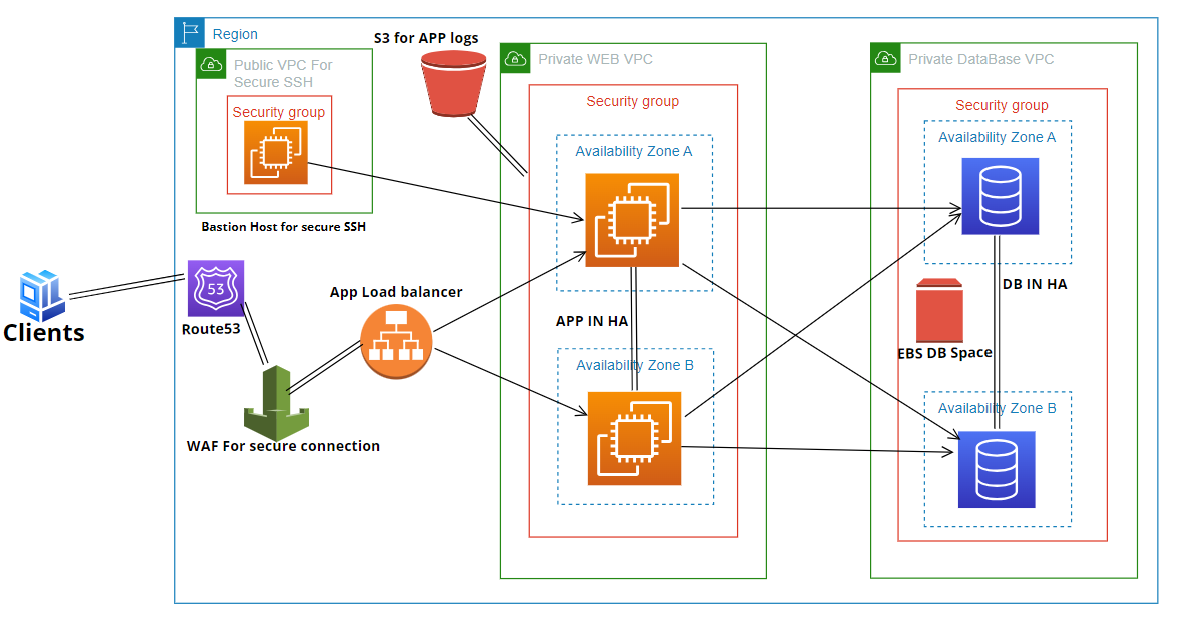 Region
S3 for APP logs
Public VPC For
Secure SSH
Private WEB VPC
Private DataBase VPC
Security group
Security group
Security group
Availability Zone A
Availability Zone A
Bastion Host for secure SSH
53
Route53
Clients
App Load balancer
DB IN HA
APP IN HA
EBS DB Space
Availability Zone B
Availability Zone B
WAF For secure connection